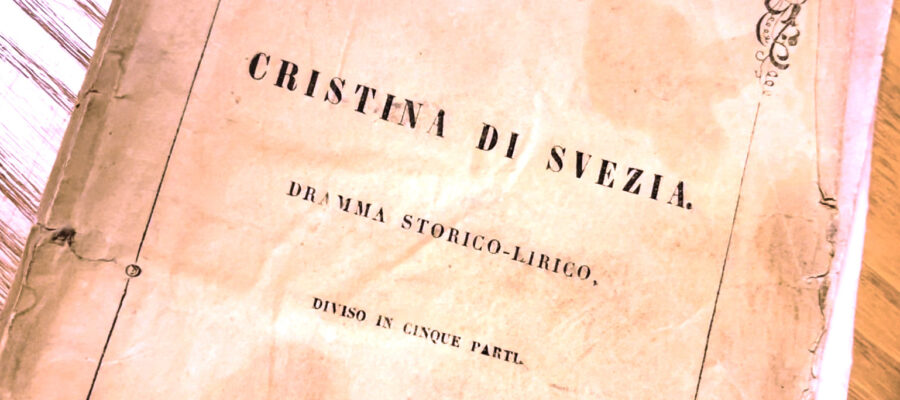 CRISTINA DI SVEZIA.
DRAMMA STORICO-LIRICO,
DIVISO IN CINQUE PARTI.